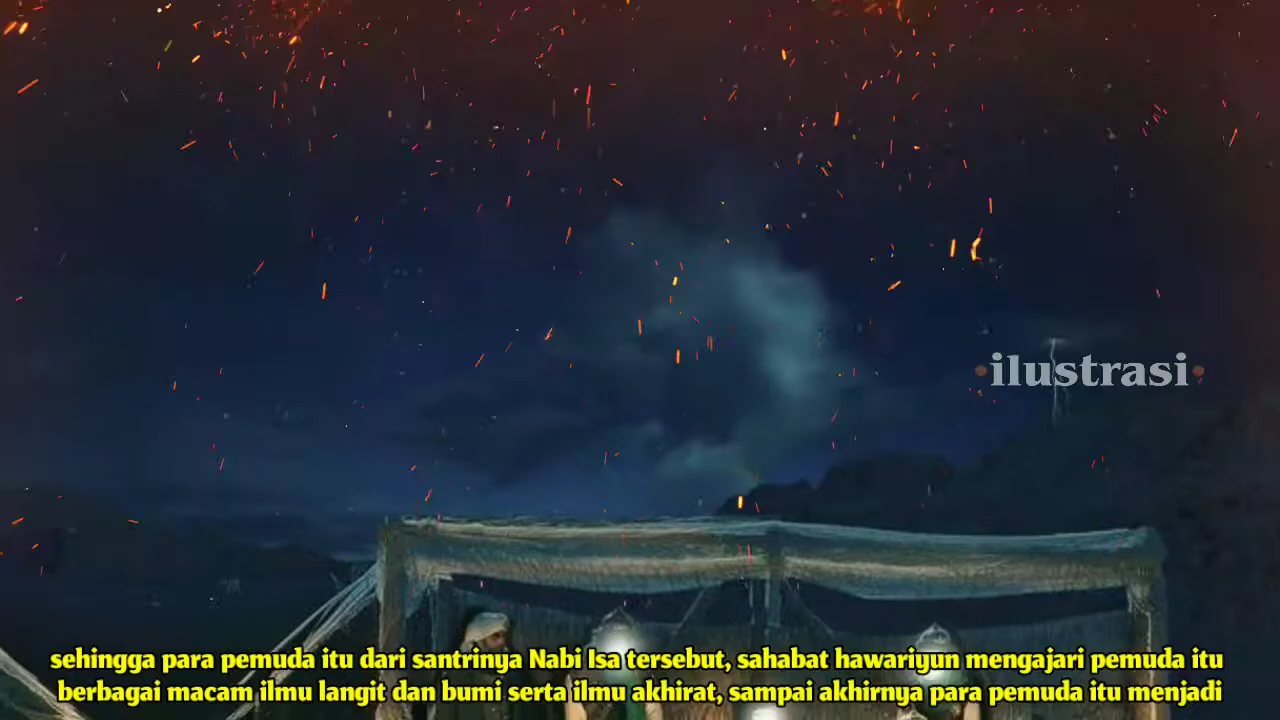 •ilustrasi•
sehingga para pemuda itu dari santrinya Nabi Isa tersebut, sahabat hawariyun mengajari pemuda itu
berbagai macam ilmu langit dan bumi serta ilmu akhirat, sampai akhirnya para pemuda itu menjadi